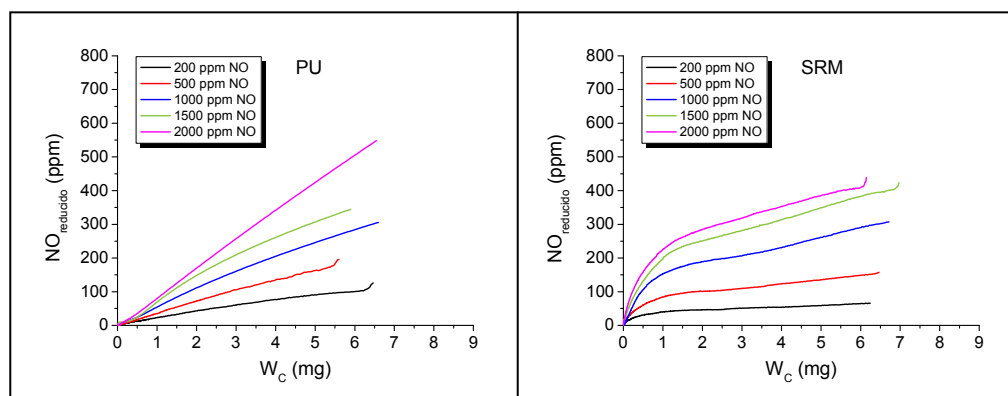 PU
200 ppm NO
500 ppm NO
1000 ppm NO
1500 ppm NO
2000 ppm NO
NOreducido (ppm)
800
700
600
500
400
300
200
100
0
0 1 2 3 4 5 6 7 8 9
WC (mg)
SRM
200 ppm NO
500 ppm NO
1000 ppm NO
1500 ppm NO
2000 ppm NO
NOreducido (ppm)
800
700
600
500
400
300
200
100
0
0 1 2 3 4 5 6 7 8 9
WC (mg)